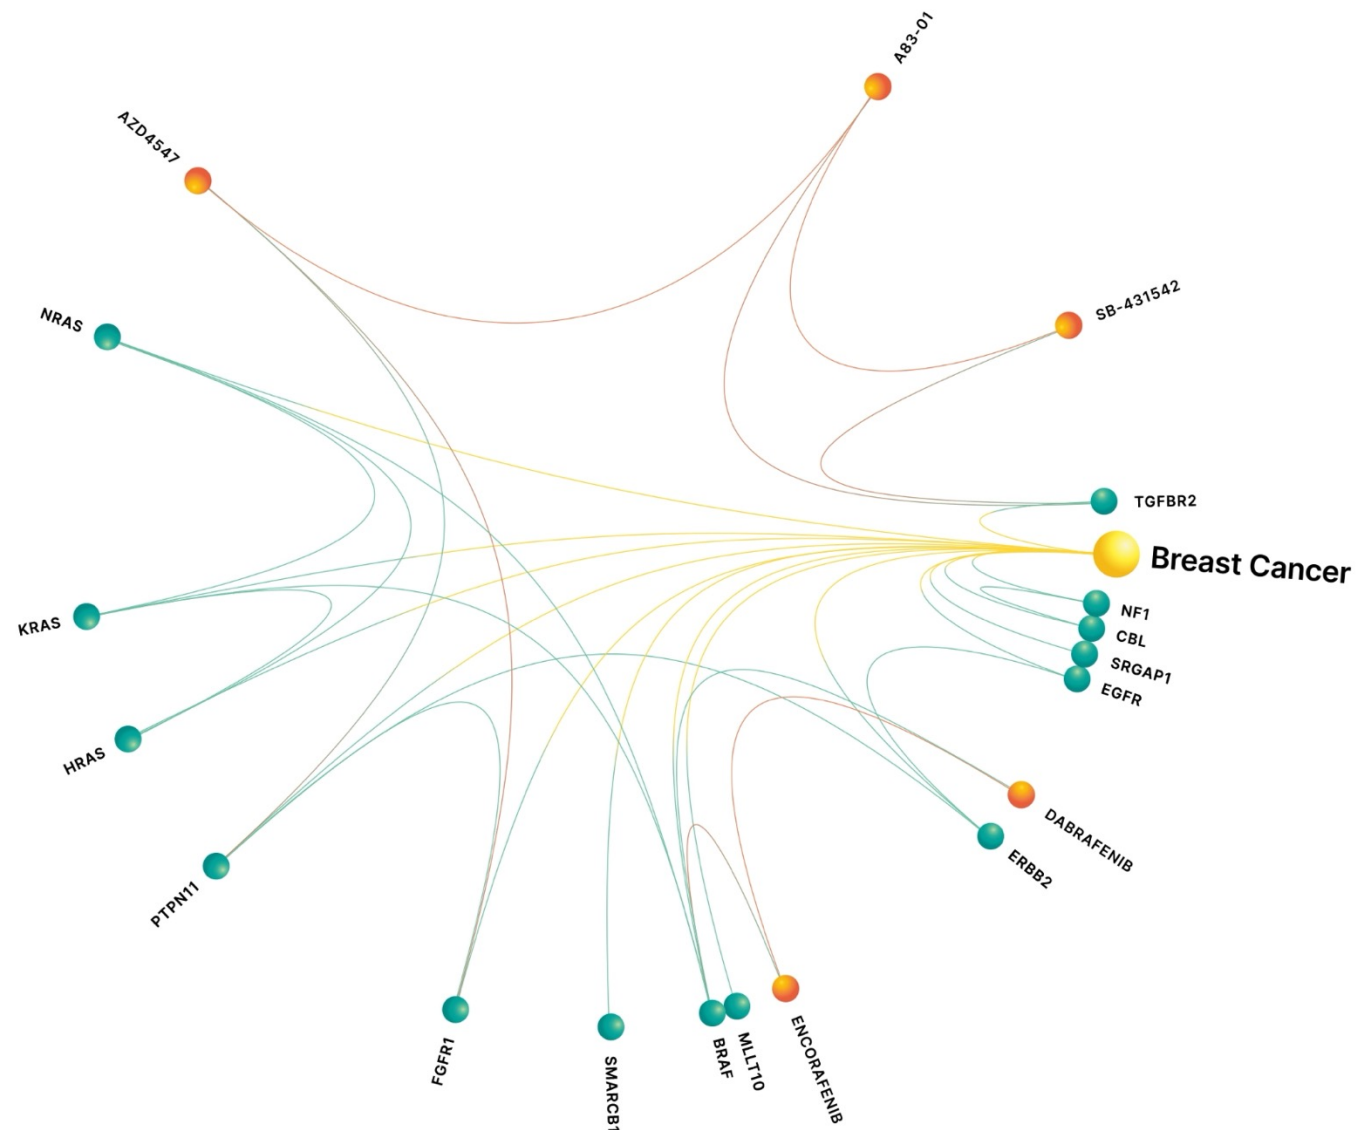 A83-01
AZD4547
SB-431542
NRAS
TGFBR2
Breast Cancer
NF1
CBL
KRAS
SRGAP1
EGFR
HRAS
DABRAFENIB
ERBB2
PTPN11
FGFR1
SMARCB1
BRAF
MLLT10
ENCORAFENIB